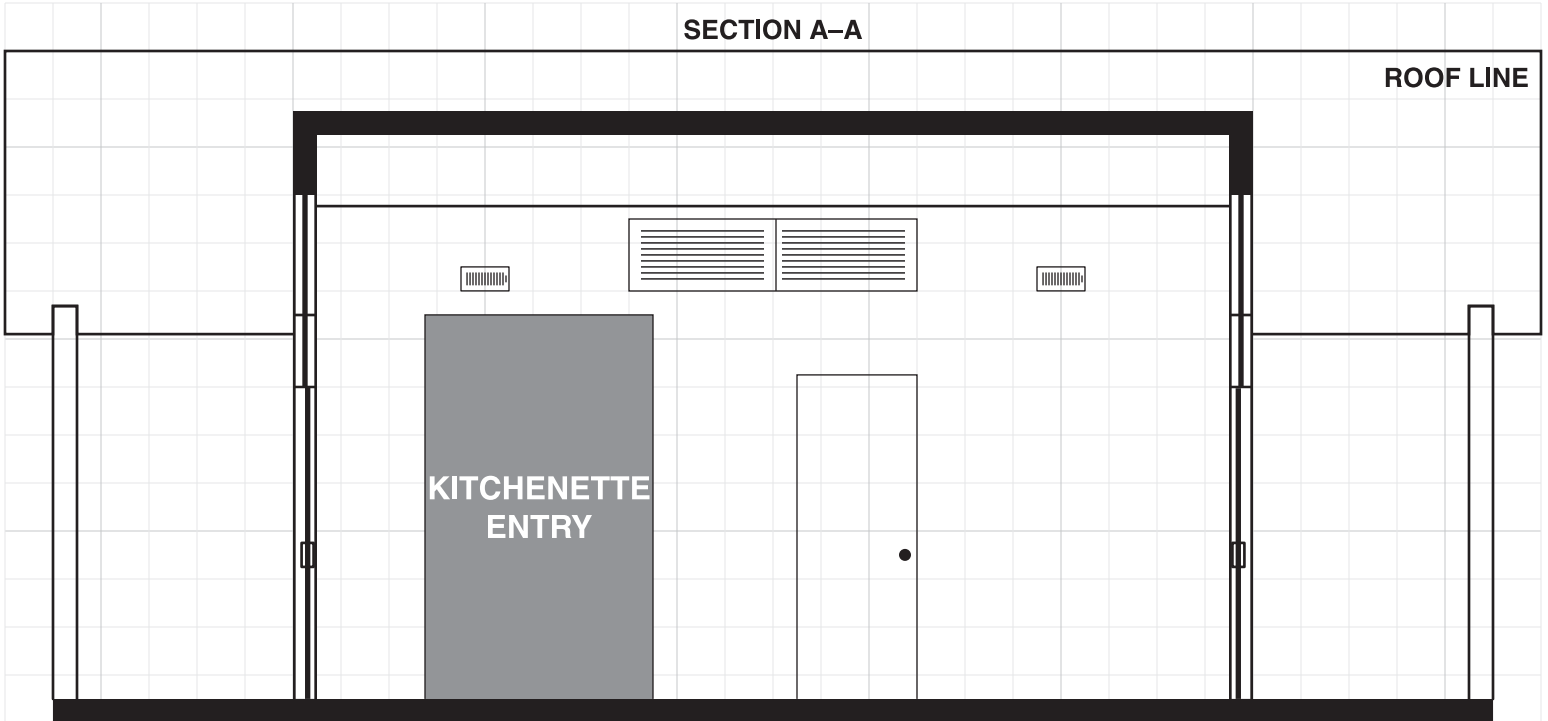 SECTION A–A
ROOF LINE
KITCHENETTE
ENTRY